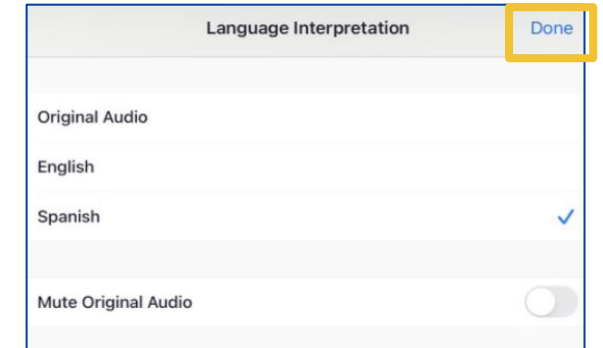 Language Interpretation Done
Original Audio
English
Spanish
Mute Original Audio